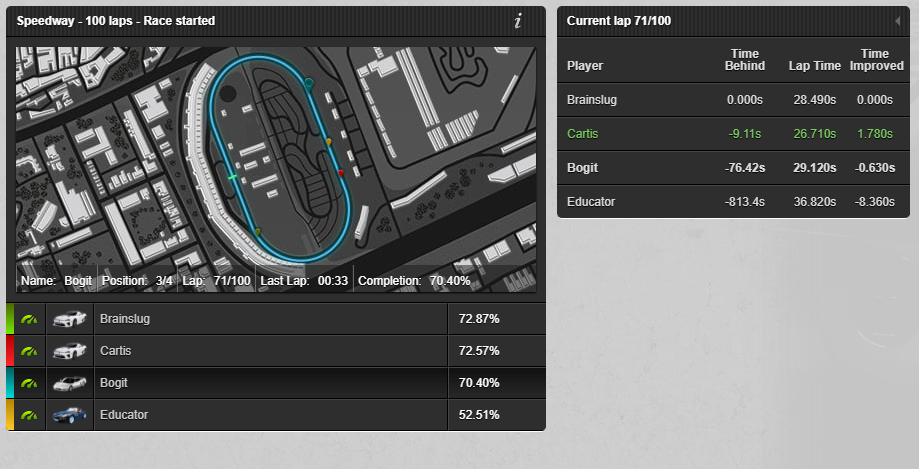 Speedway - 100 laps - Race started
i
Name: Bogit Position: 3/4 Lap: 71/100 Last Lap: 00:33 Completion: 70.40%
Brainslug 72.87%
Cartis 72.57%
Bogit 70.40%
Educator 52.51%
Current lap 71/100
Player Time Behind Lap Time Time Improved
Brainslug 0.000s 28.490s 0.000s
Cartis -9.11s 26.710s 1.780s
Bogit -76.42s 29.120s -0.630s
Educator -813.4s 36.820s -8.360s